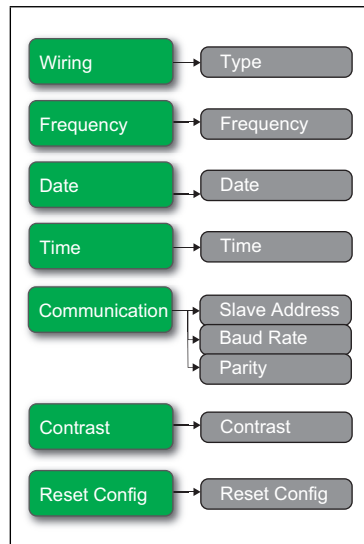 Wiring
Type
Frequency
Frequency
Date
Date
Time
Time
Communication
Slave Address
Baud Rate
Parity
Contrast
Contrast
Reset Config
Reset Config